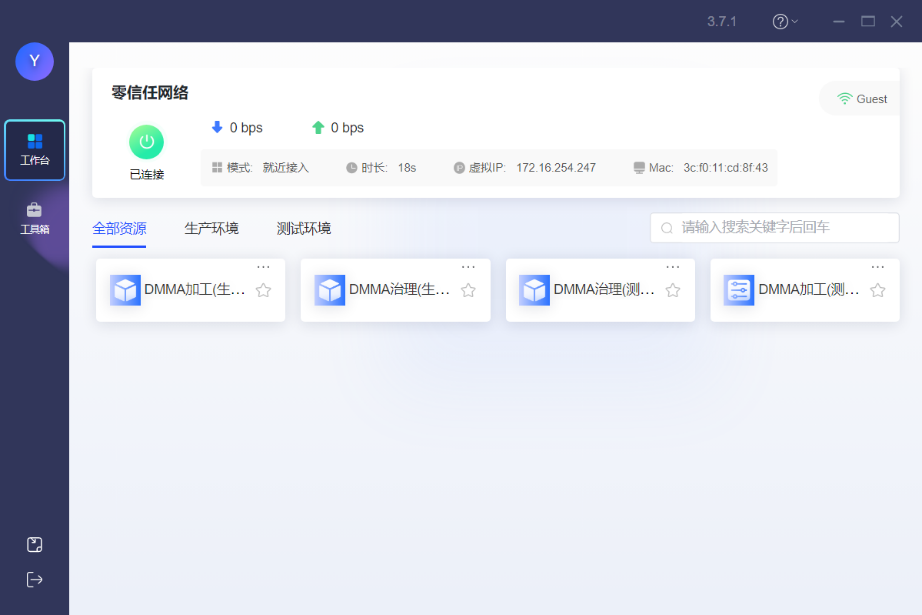 3.7.1
Y
零信任网络
Guest
0 bps 0 bps
已连接
模式: 就近接入 时长: 18s 虚拟IP: 172.16.254.247 Mac: 3c:f0:11:cd:8f:43
工作台
工具箱
全部资源 生产环境 测试环境 请输入搜索关键字后回车
DMMA加工(生... DMMA治理(生... DMMA治理(测... DMMA加工(测...